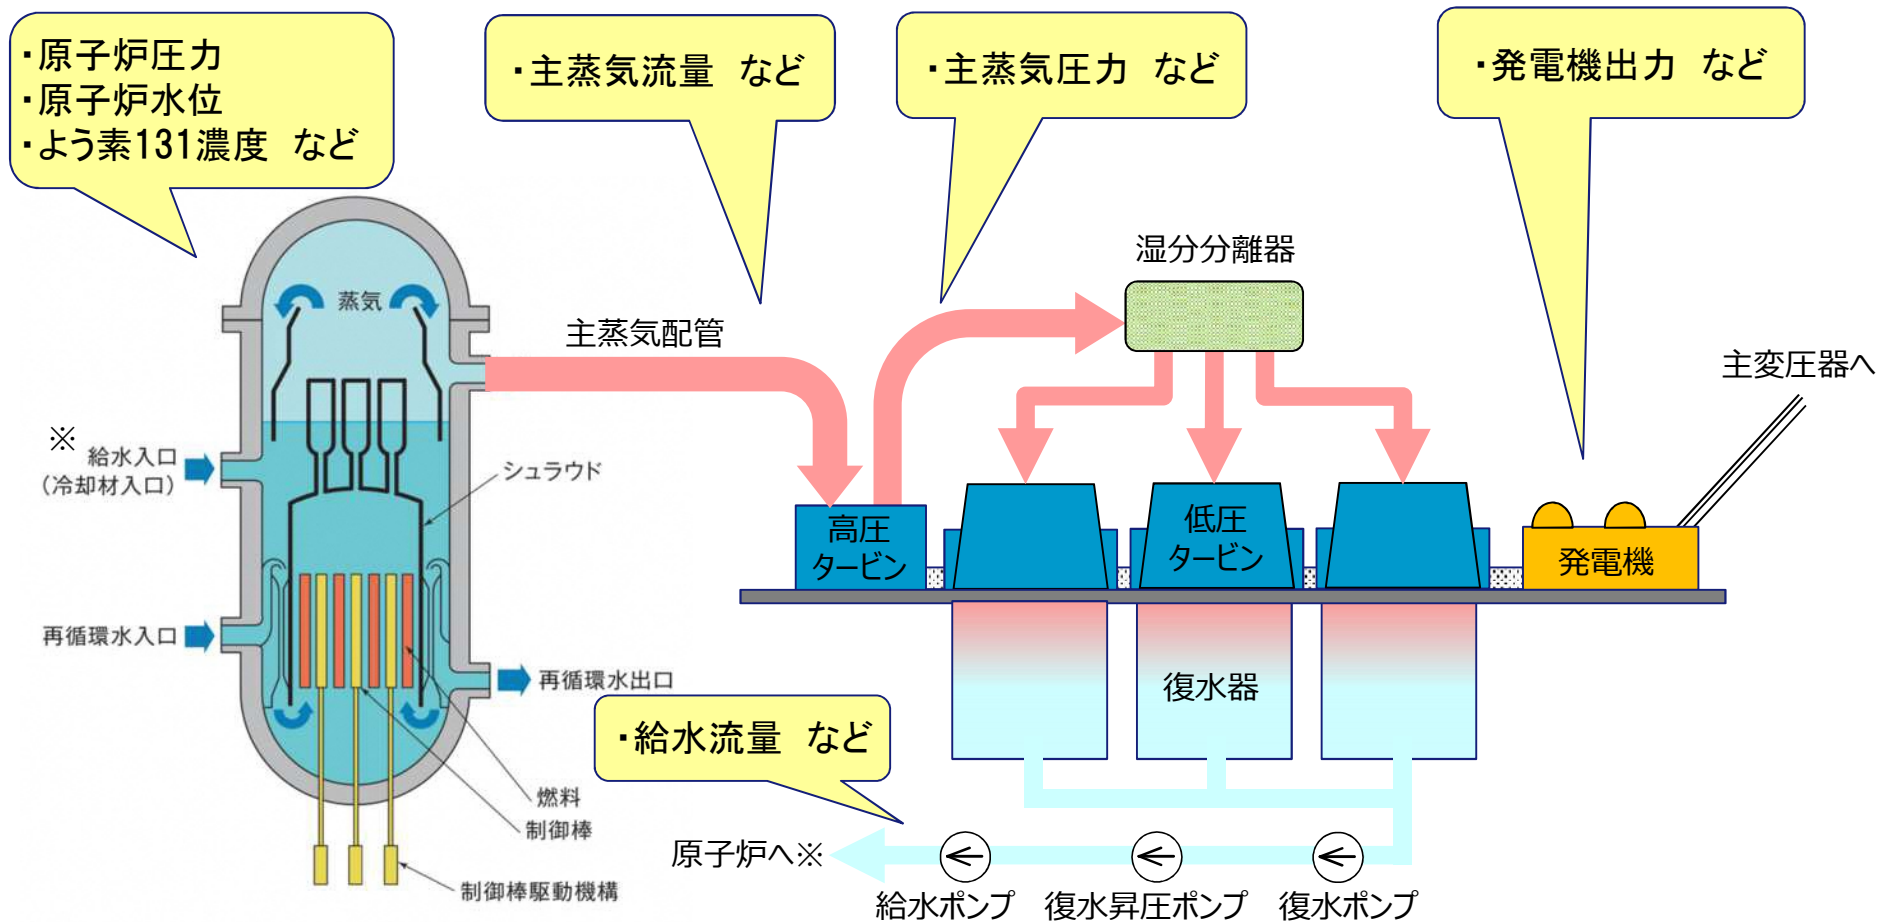 ・原子炉圧力
・原子炉水位
・よう素131濃度 など
・主蒸気流量 など
・主蒸気圧力 など
・発電機出力 など
湿分分離器
蒸気
主蒸気配管
主変圧器へ
※
給水入口
(冷却材入口)
シュラウド
高圧
タービン
低圧
タービン
発電機
再循環水入口
再循環水出口
復水器
・給水流量 など
燃料
制御棒
原子炉へ※
制御棒駆動機構
給水ポンプ
復水昇圧ポンプ
復水ポンプ